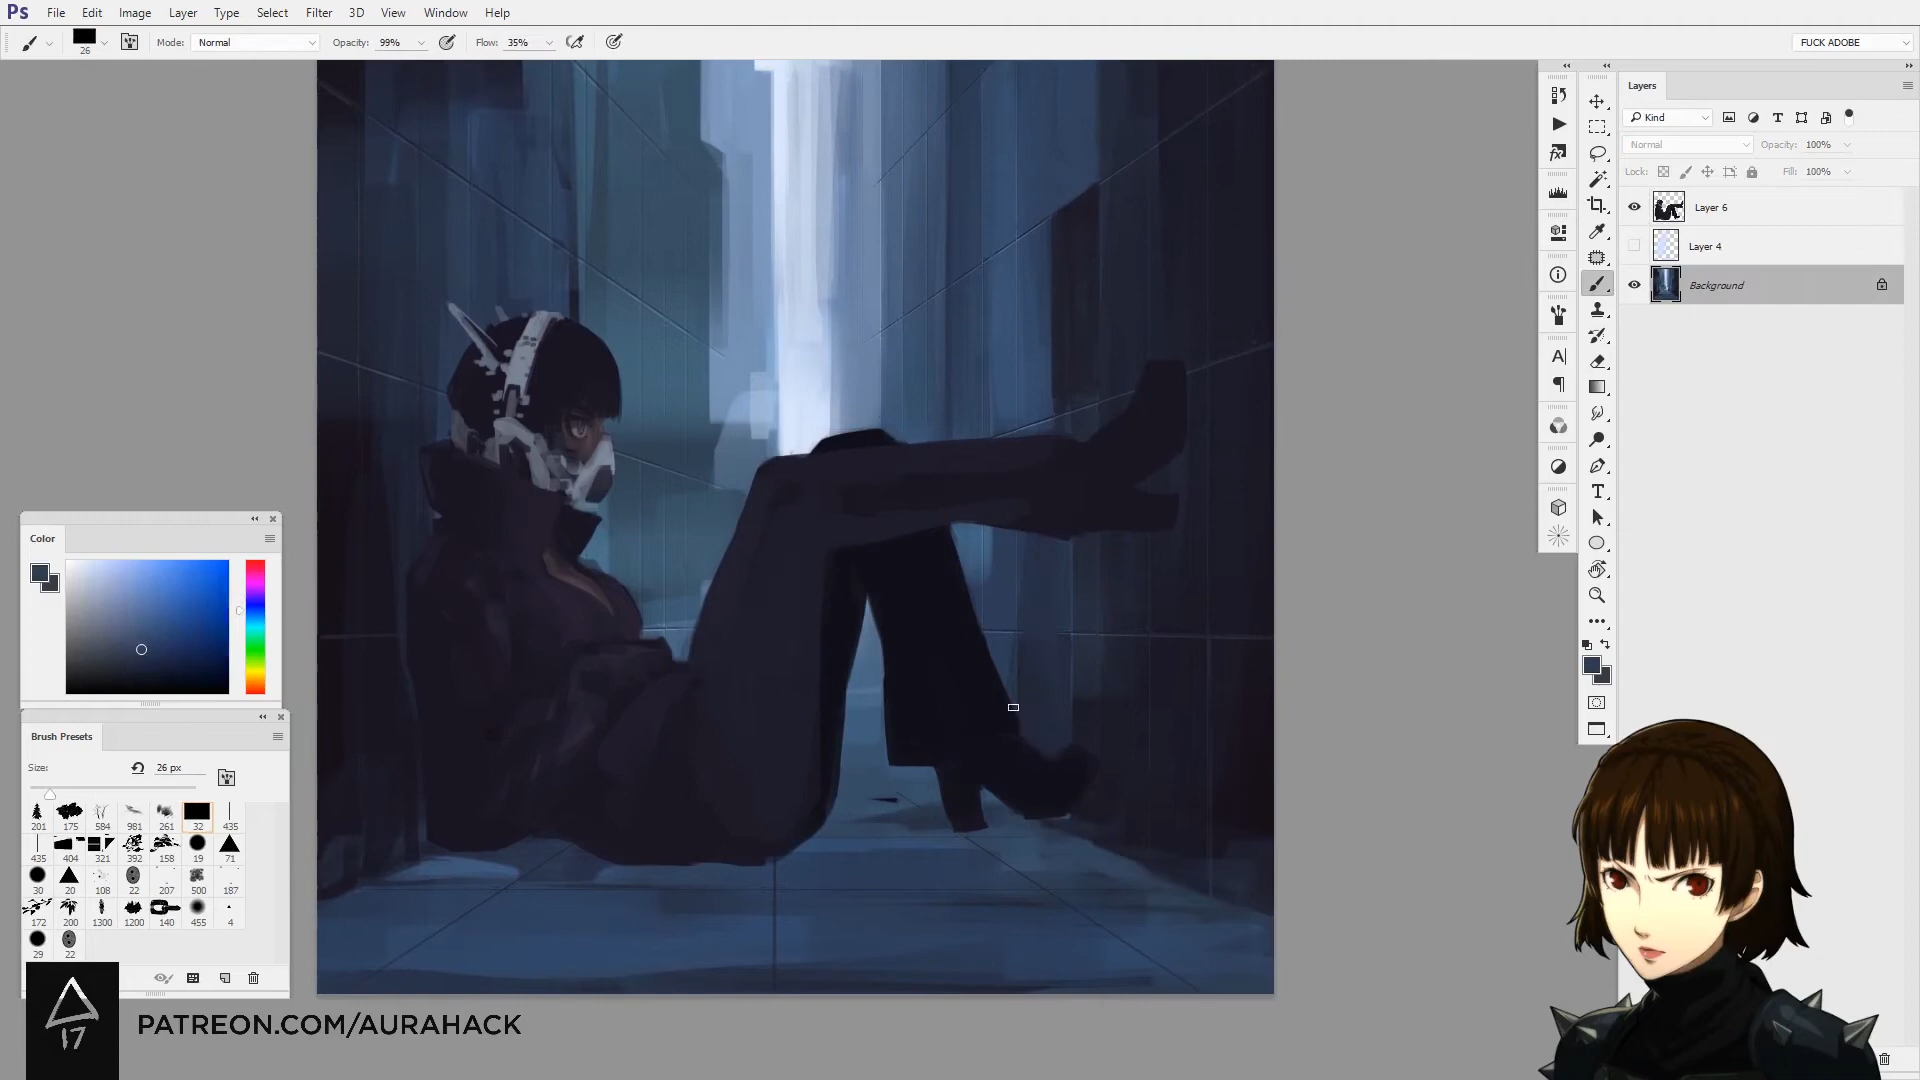 Ps File Edit Image Layer Type Select Filter 3D View Window Help
26 Mode: Normal Opacity: 99% Flow: 35% FUCK ADOBE
Layers
Kind
Normal Opacity: 100%
Lock: Fill: 100%
Layer 6
Layer 4
Background
Color
Brush Presets
Size: 26 px
201 175 584 981 261 32 435
435 404 321 392 158 19 71
30 20 108 22 207 500 187
172 200 1300 1200 140 455 4
29 22
17
PATREON.COM/AURAHACK